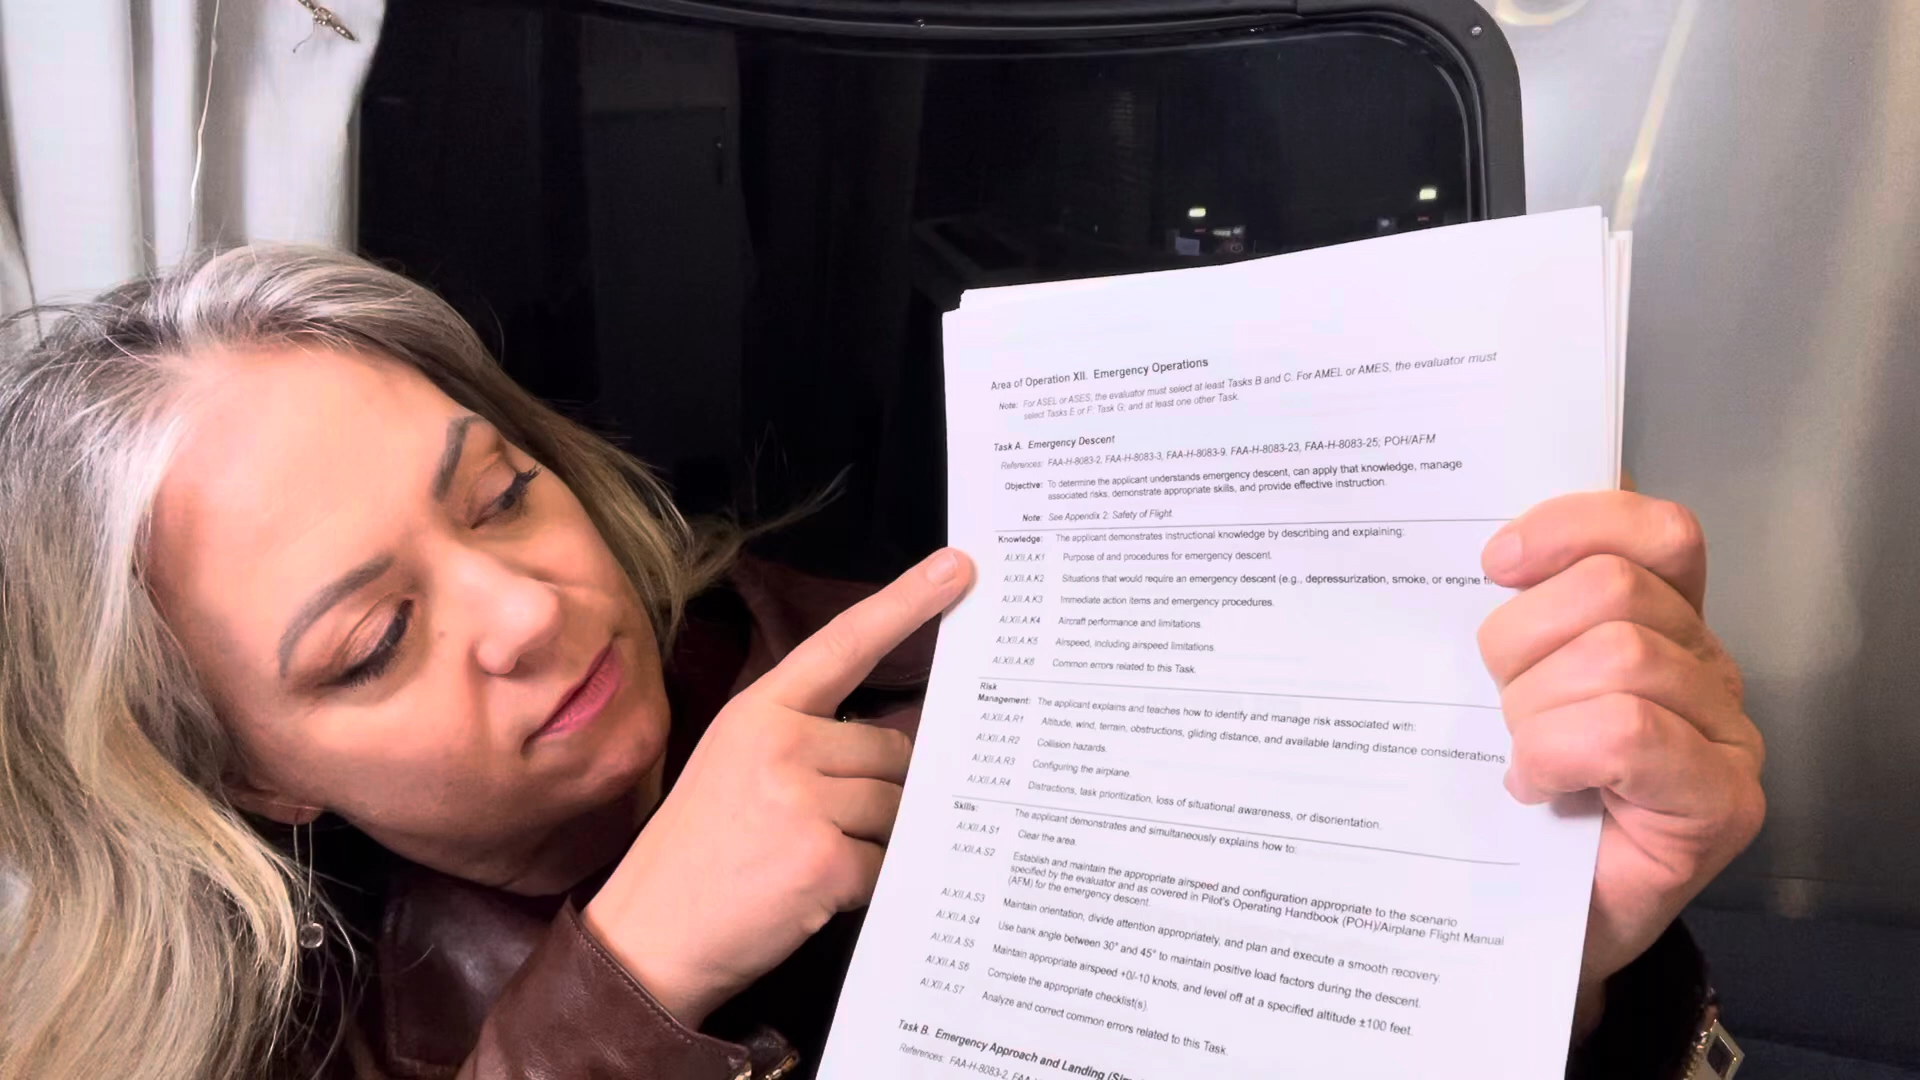 Area of Operation XII. Emergency Operations
Note: For ASEL or ASES, the evaluator must select at least Tasks B and C. For AMEL or AMES, the evaluator must
select Tasks E or F; Task G; and at least one other Task.
Task A. Emergency Descent
References: FAA-H-8083-2, FAA-H-8083-3, FAA-H-8083-9, FAA-H-8083-23, FAA-H-8083-25; POH/AFM
Objective: To determine the applicant understands emergency descent, can apply that knowledge, manage
associated risks, demonstrate appropriate skills, and provide effective instruction.
Note: See Appendix 2: Safety of Flight.
Knowledge: The applicant demonstrates instructional knowledge by describing and explaining:
AI.XII.A.K1 Purpose of and procedures for emergency descent.
AI.XII.A.K2 Situations that would require an emergency descent (e.g., depressurization, smoke, or engine
AI.XII.A.K3 Immediate action items and emergency procedures.
AI.XII.A.K4 Aircraft performance and limitations.
AI.XII.A.K5 Airspeed, including airspeed limitations.
AI.XII.A.K6 Common errors related to this Task.
Risk
Management: The applicant explains and teaches how to identify and manage risk associated with:
AI.XII.A.R1 Altitude, wind, terrain, obstructions, gliding distance, and available landing distance considerations.
AI.XII.A.R2 Collision hazards.
AI.XII.A.R3 Configuring the airplane.
AI.XII.A.R4 Distractions, task prioritization, loss of situational awareness, or disorientation.
Skills: The applicant demonstrates and simultaneously explains how to:
AI.XII.A.S1 Clear the area.
AI.XII.A.S2 Establish and maintain the appropriate airspeed and configuration appropriate to the scenario
specified by the evaluator and as covered in Pilot's Operating Handbook (POH)/Airplane Flight Manual
(AFM) for the emergency descent.
AI.XII.A.S3 Maintain orientation, divide attention appropriately, and plan and execute a smooth recovery.
AI.XII.A.S4 Use bank angle between 30° and 45° to maintain positive load factors during the descent.
AI.XII.A.S5 Maintain appropriate airspeed +0/-10 knots, and level off at a specified altitude ±100 feet.
AI.XII.A.S6 Complete the appropriate checklist(s).
AI.XII.A.S7 Analyze and correct common errors related to this Task.
Task B. Emergency Approach and Landing
References: FAA-H-8083-2,